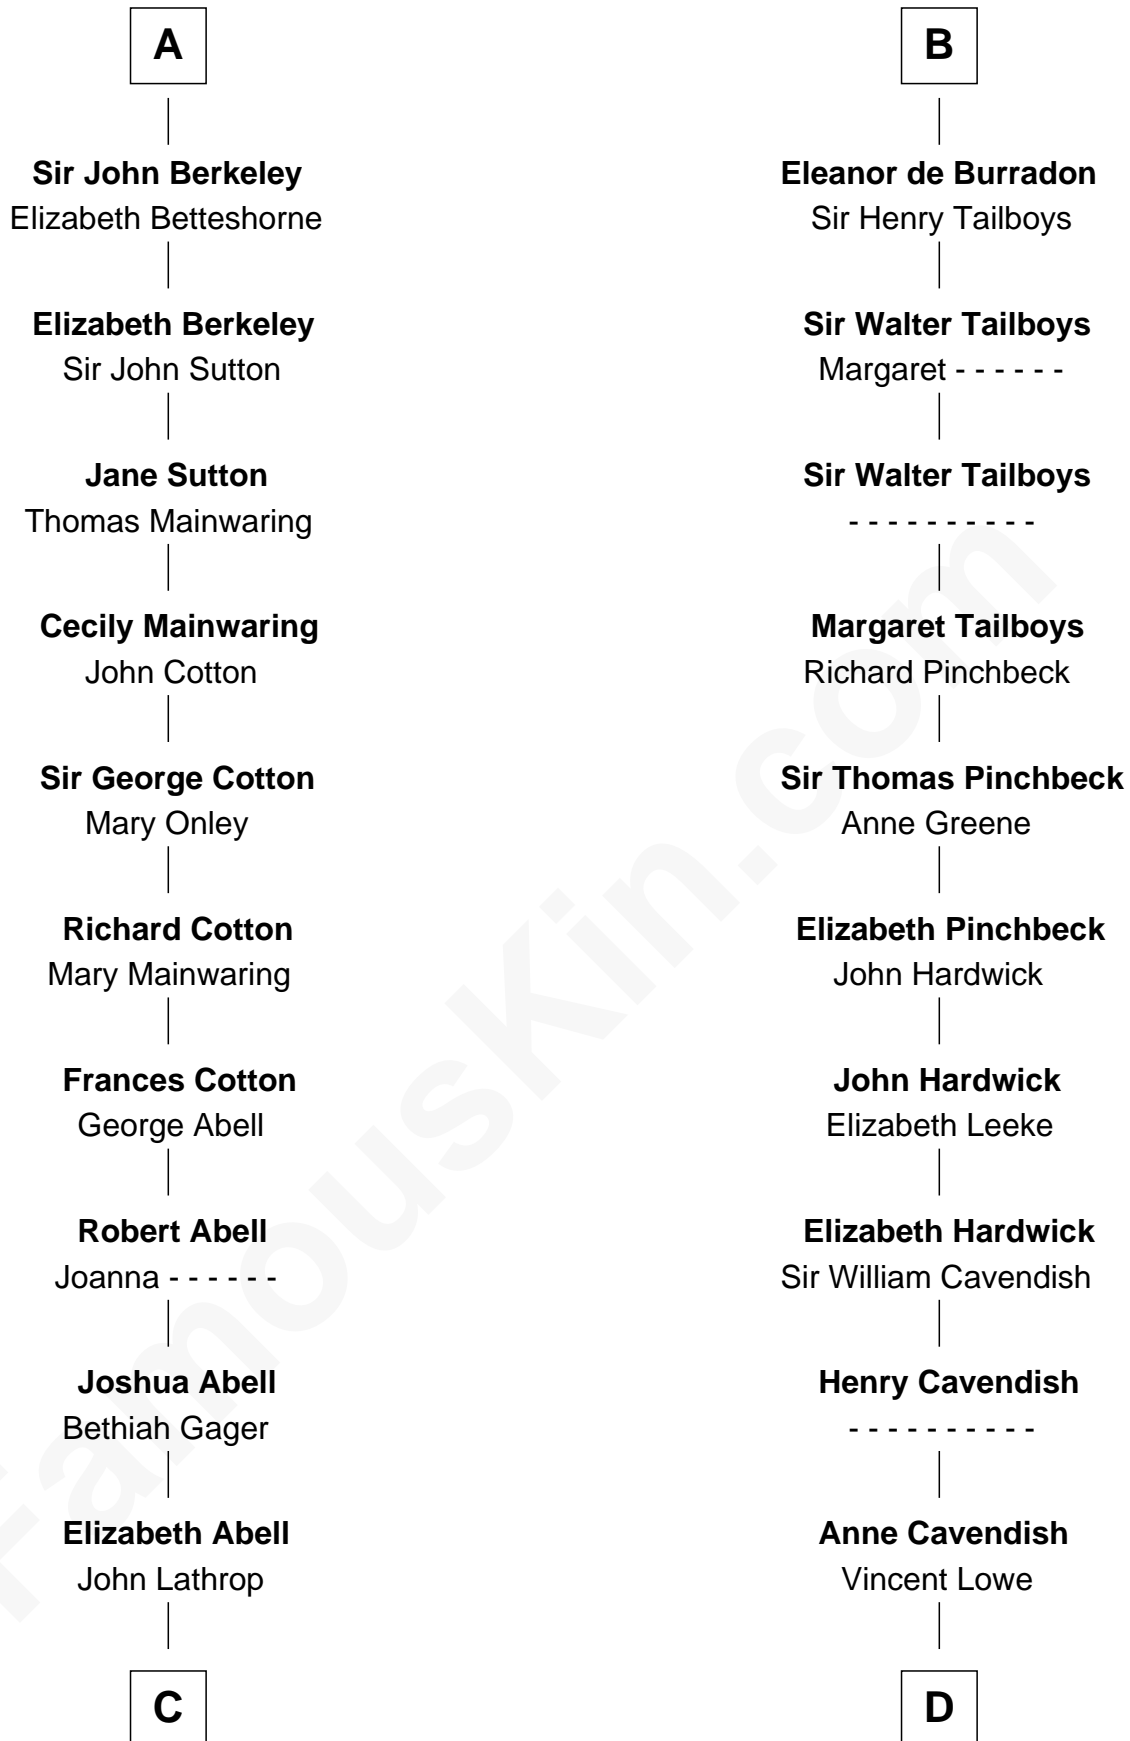 A
Sir John Berkeley
Elizabeth Betteshorne
Elizabeth Berkeley
Sir John Sutton
Jane Sutton
Thomas Mainwaring
Cecily Mainwaring
John Cotton
Sir George Cotton
Mary Onley
Richard Cotton
Mary Mainwaring
Frances Cotton
George Abell
Robert Abell
Joanna - - - - - -
Joshua Abell
Bethiah Gager
Elizabeth Abell
John Lathrop
C
B
Eleanor de Burradon
Sir Henry Tailboys
Sir Walter Tailboys
Margaret - - - - - -
Sir Walter Tailboys
- - - - - - - - - -
Margaret Tailboys
Richard Pinchbeck
Sir Thomas Pinchbeck
Anne Greene
Elizabeth Pinchbeck
John Hardwick
John Hardwick
Elizabeth Leeke
Elizabeth Hardwick
Sir William Cavendish
Henry Cavendish
- - - - - - - - - -
Anne Cavendish
Vincent Lowe
D
FamousKin.com